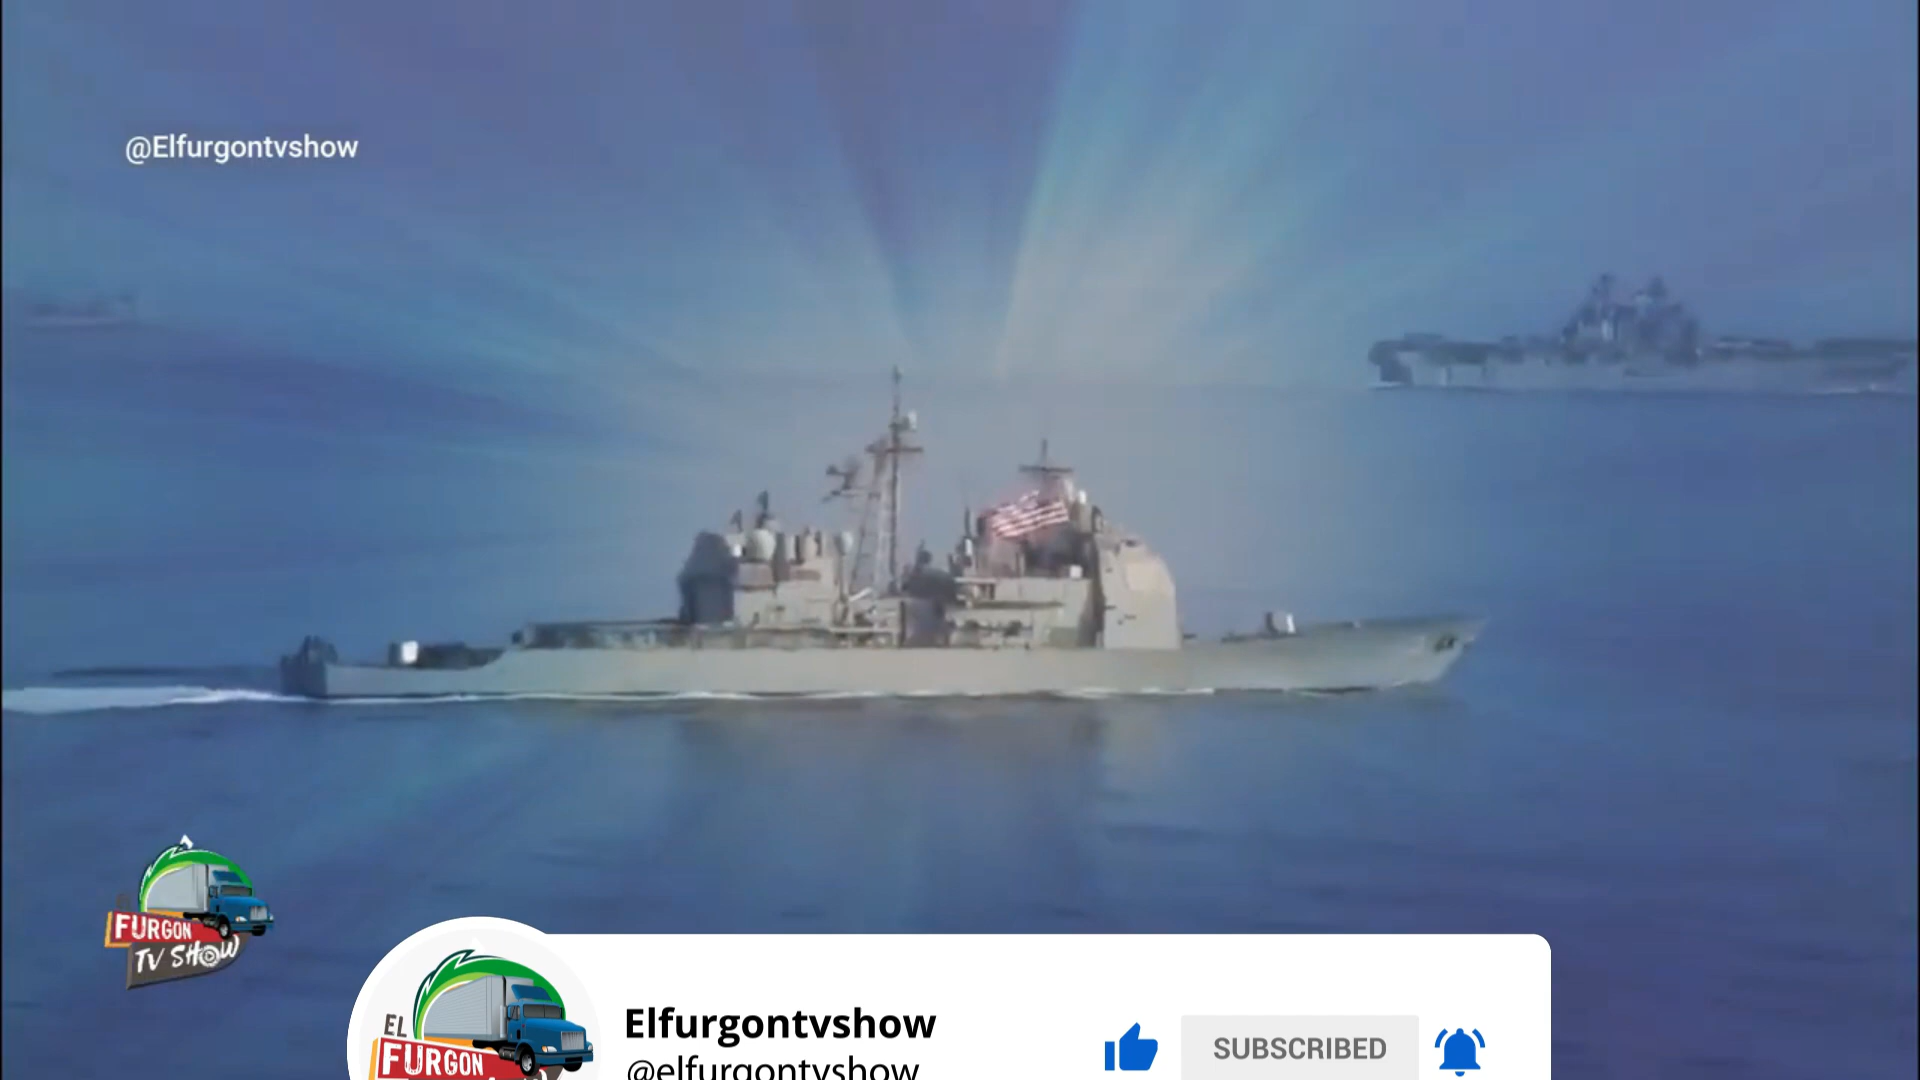 @Elfurgontvshow
FURGON
TV SHOW
EL
FURGON
Elfurgontvshow
@elfurgontvshow
SUBSCRIBED